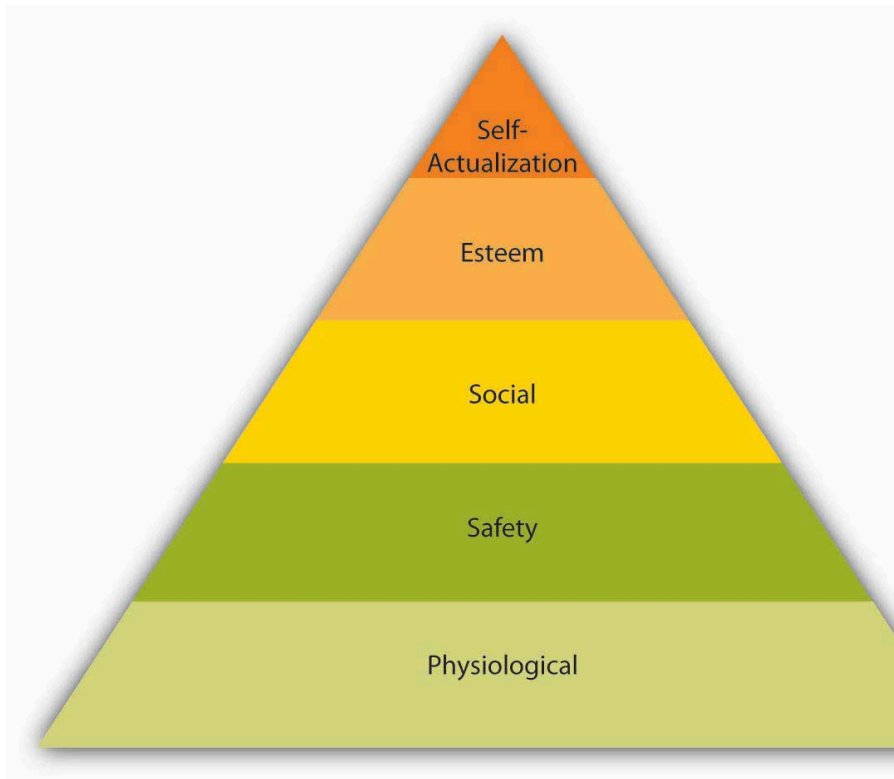 Self-
Actualization
Esteem
Social
Safety
Physiological